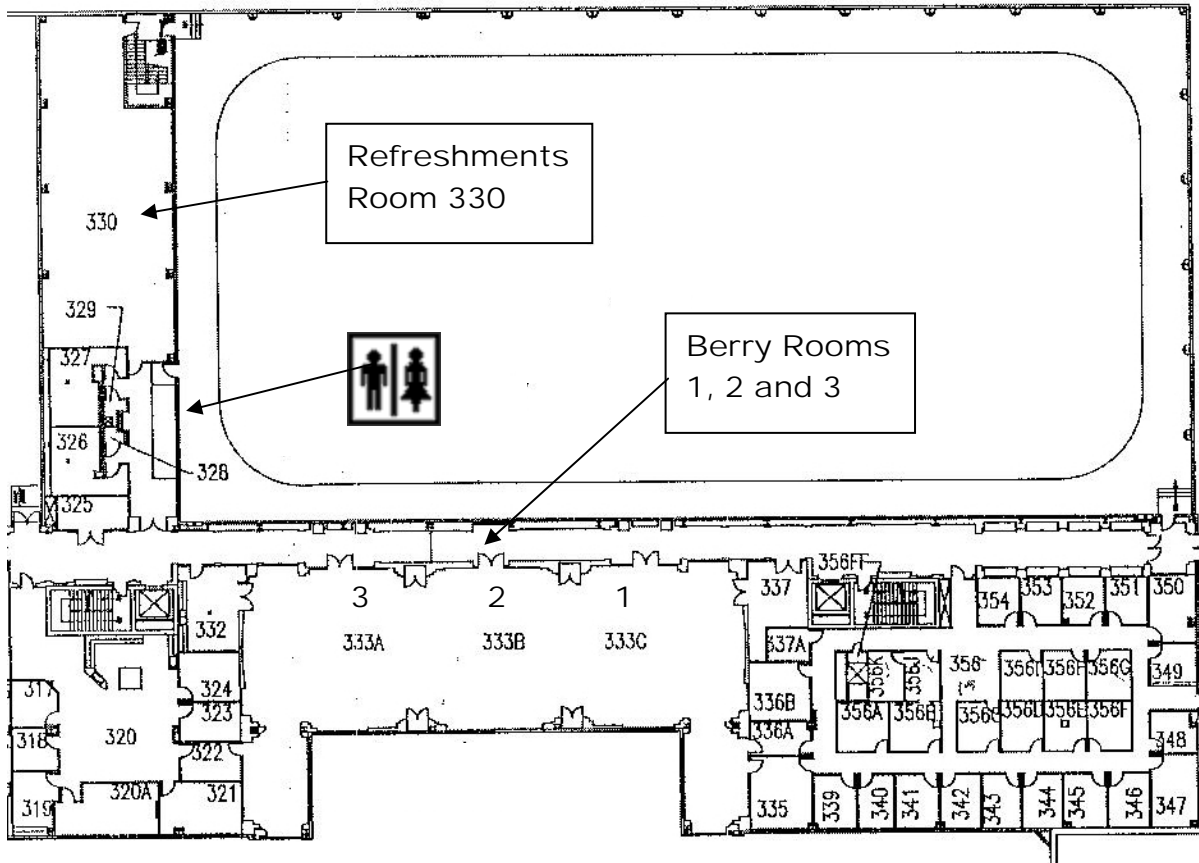 Refreshments
Room 330
330
329
327
Berry Rooms
1, 2 and 3
326
328
325
356FF
3 2 1
337
354 353 352 351 350
332
333A 333B 333C
337A
356K 356J 356 356I 356H 356G
349
317 324
336B
356A 356B 356C 356D 356E 356F
323
318 320
336A
348
322
319 320A 321
335 339 340 341 342 343 344 345 346 347